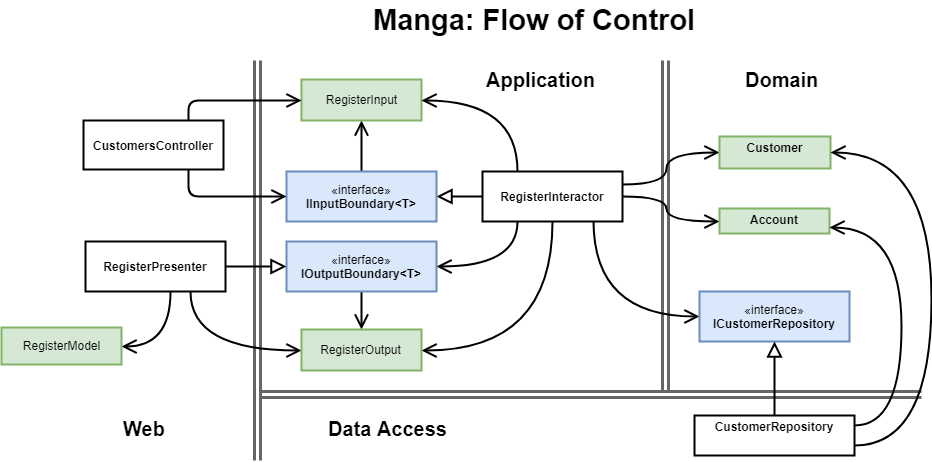 Manga: Flow of Control
Application
Domain
RegisterInput
CustomersController
Customer
«interface»
IInputBoundary<T>
RegisterInteractor
Account
RegisterPresenter
«interface»
IOutputBoundary<T>
«interface»
ICustomerRepository
RegisterModel
RegisterOutput
Web
Data Access
CustomerRepository